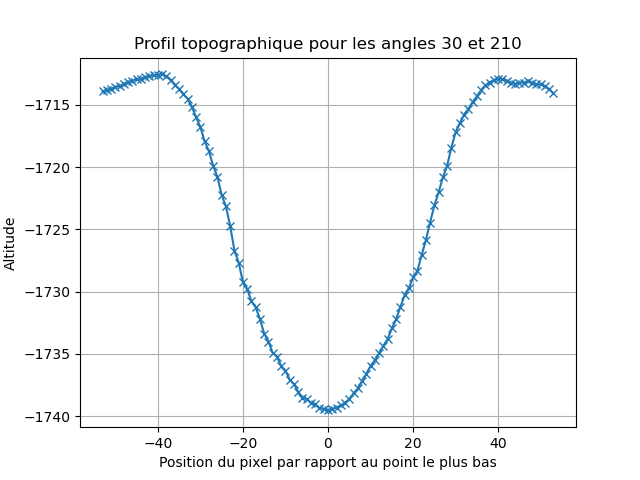 Profil topographique pour les angles 30 et 210
Altitude
−1715
−1720
−1725
−1730
−1735
−1740
−40 −20 0 20 40
Position du pixel par rapport au point le plus bas